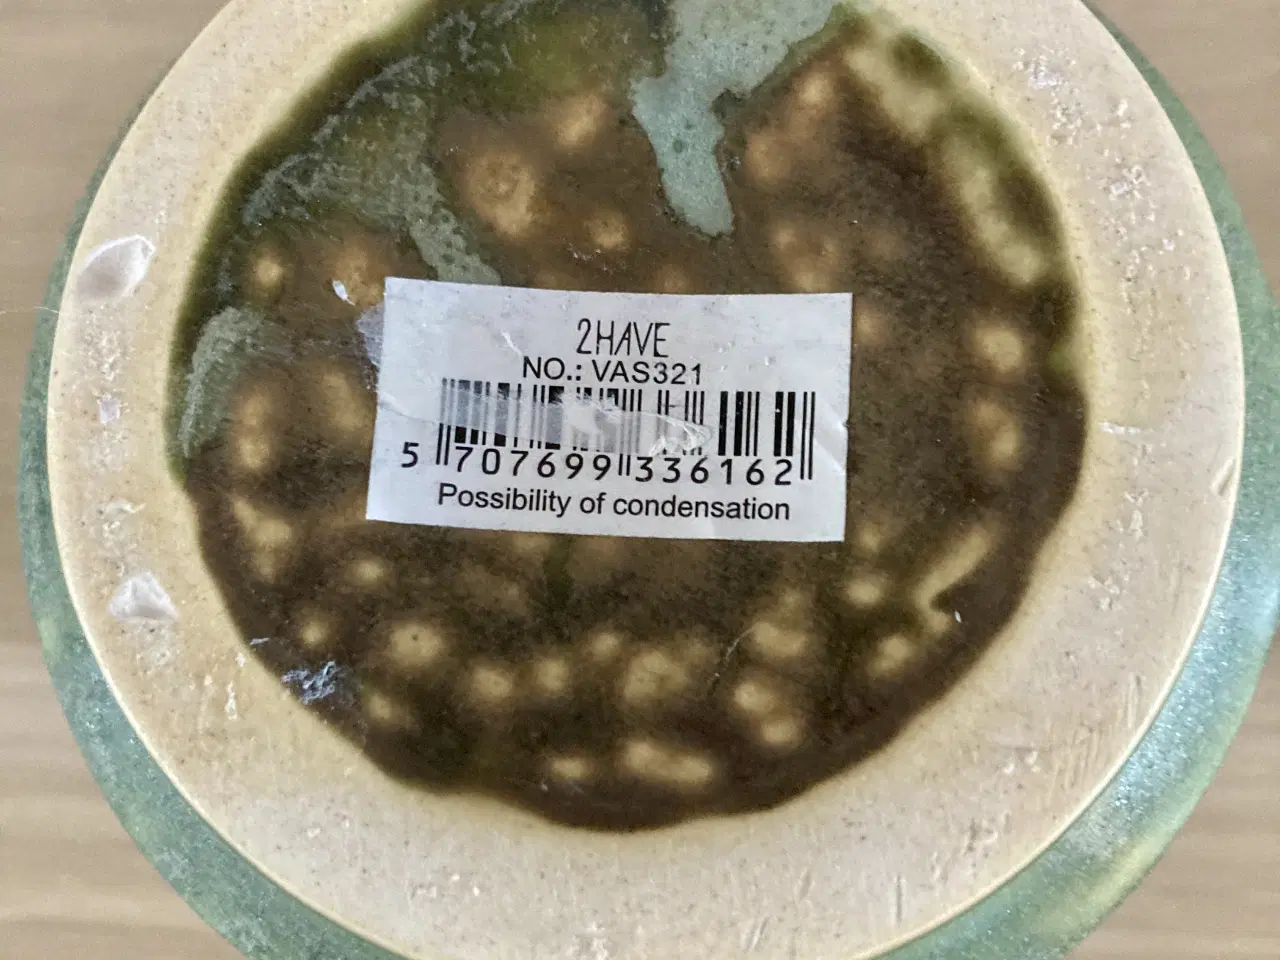 2HAVE
NO.: VAS321
5 707699 336162
Possibility of condensation